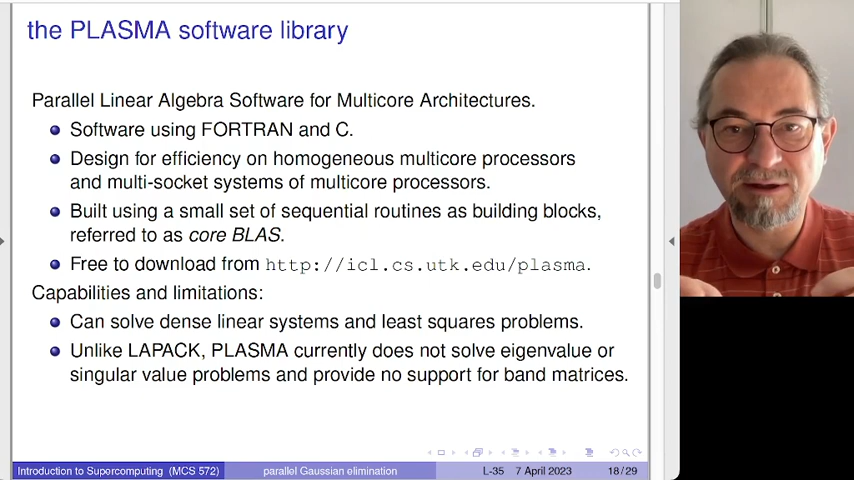 the PLASMA software library
Parallel Linear Algebra Software for Multicore Architectures.
Software using FORTRAN and C.
Design for efficiency on homogeneous multicore processors
and multi-socket systems of multicore processors.
Built using a small set of sequential routines as building blocks,
referred to as core BLAS.
Free to download from http://icl.cs.utk.edu/plasma.
Capabilities and limitations:
Can solve dense linear systems and least squares problems.
Unlike LAPACK, PLASMA currently does not solve eigenvalue or
singular value problems and provide no support for band matrices.
Introduction to Supercomputing (MCS 572) parallel Gaussian elimination L-35 7 April 2023 18 / 29